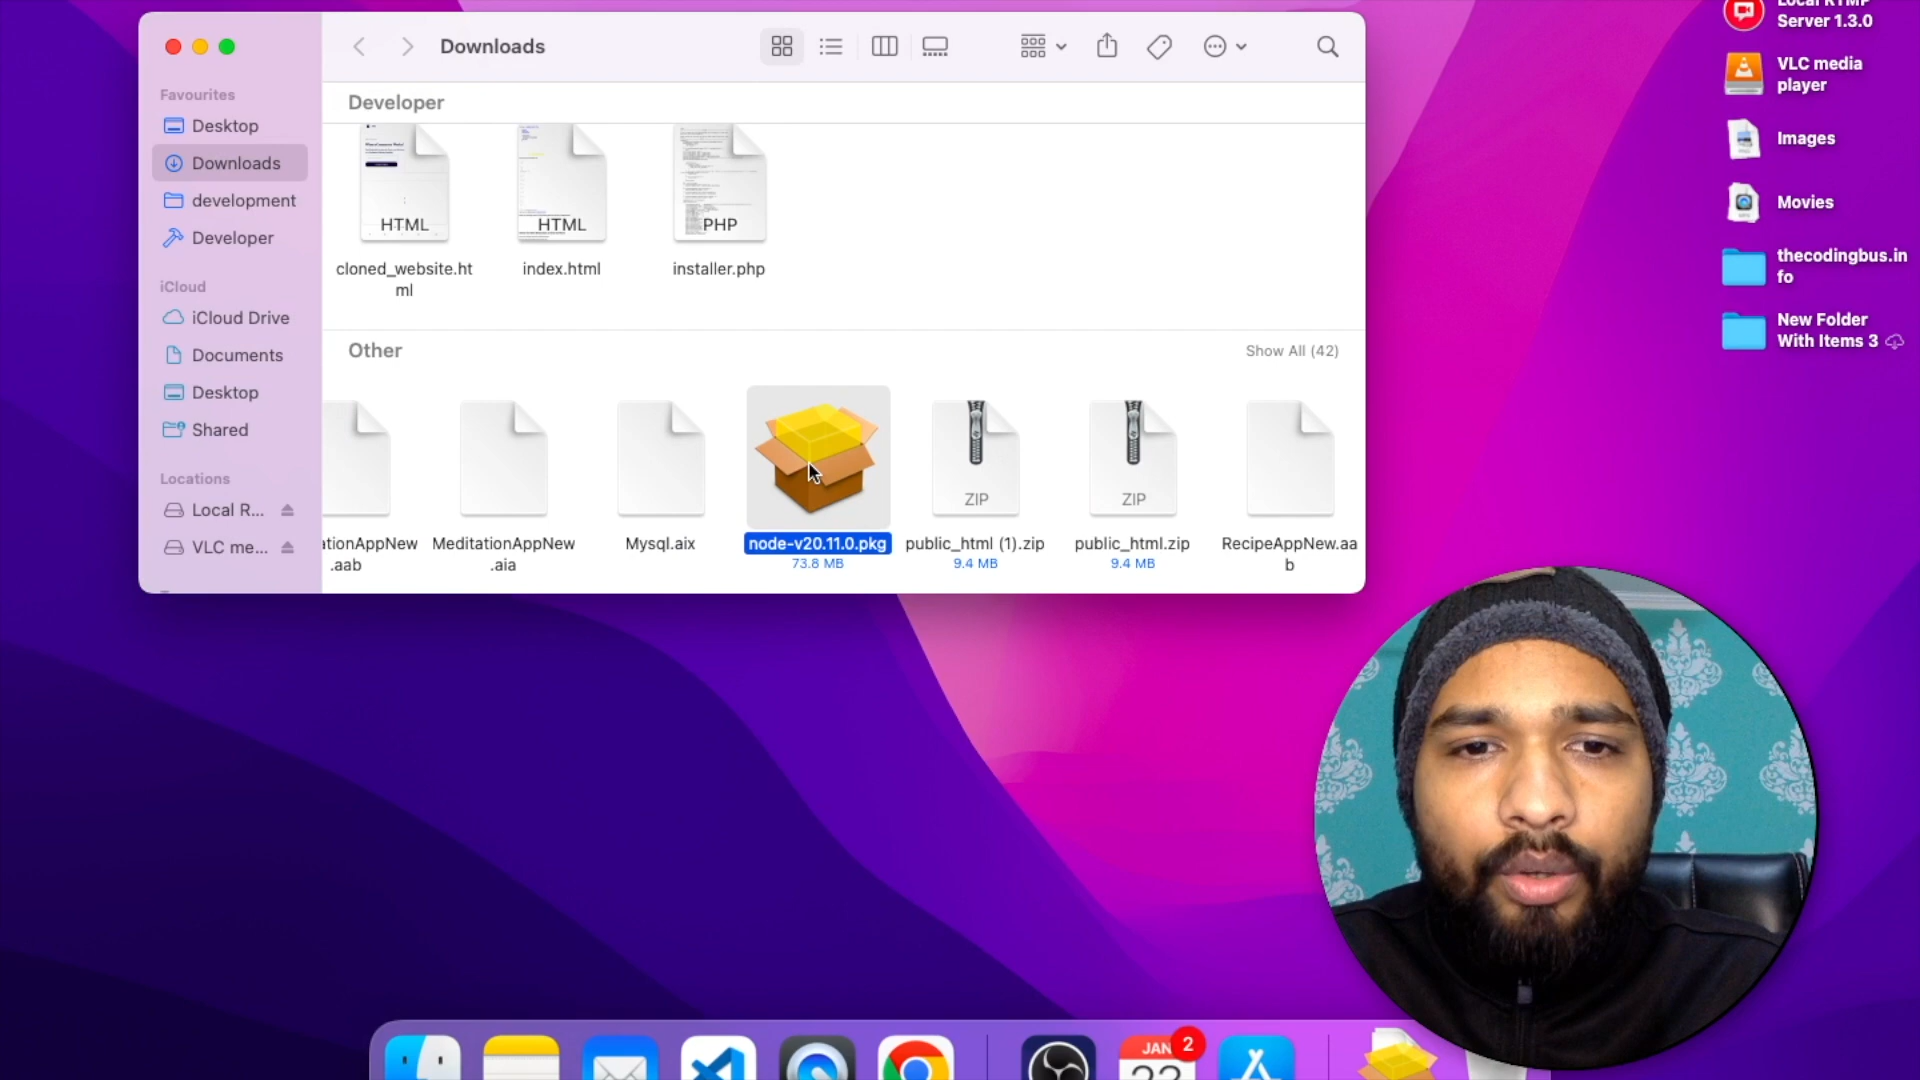 Downloads
Favourites
Desktop
Downloads
development
Developer
iCloud
iCloud Drive
Documents
Desktop
Shared
Locations
Local R...
VLC me...
Developer
HTML
HTML
PHP
cloned_website.ht
ml
index.html
installer.php
Other
Show All (42)
ZIP
ZIP
ationAppNew
.aab
MeditationAppNew
.aia
Mysql.aix
node-v20.11.0.pkg
73.8 MB
public_html (1).zip
9.4 MB
public_html.zip
9.4 MB
RecipeAppNew.aa
b
Local RTMP
Server 1.3.0
VLC media
player
Images
Movies
thecodingbus.in
fo
New Folder
With Items 3
JAN
2
22